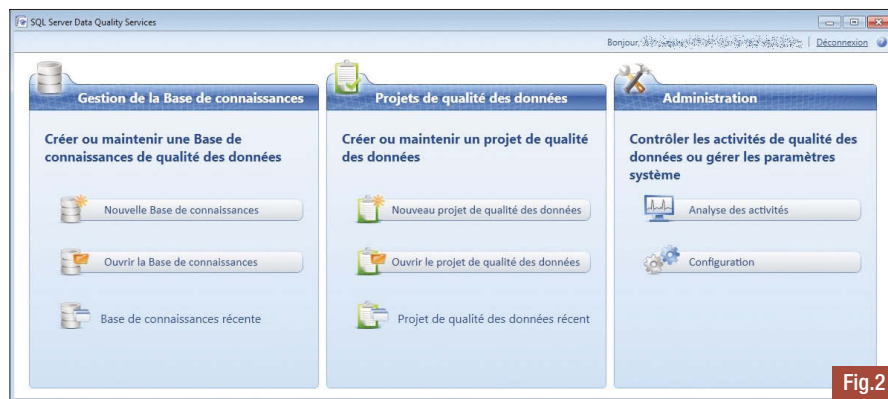 SQL Server Data Quality Services
Bonjour,
| Déconnexion
Gestion de la Base de connaissances
Créer ou maintenir une Base de
connaissances de qualité des données
Nouvelle Base de connaissances
Ouvrir la Base de connaissances
Base de connaissances récente
Projets de qualité des données
Créer ou maintenir un projet de qualité
des données
Nouveau projet de qualité des données
Ouvrir le projet de qualité des données
Projet de qualité des données récent
Administration
Contrôler les activités de qualité des
données ou gérer les paramètres
système
Analyse des activités
Configuration
Fig.2